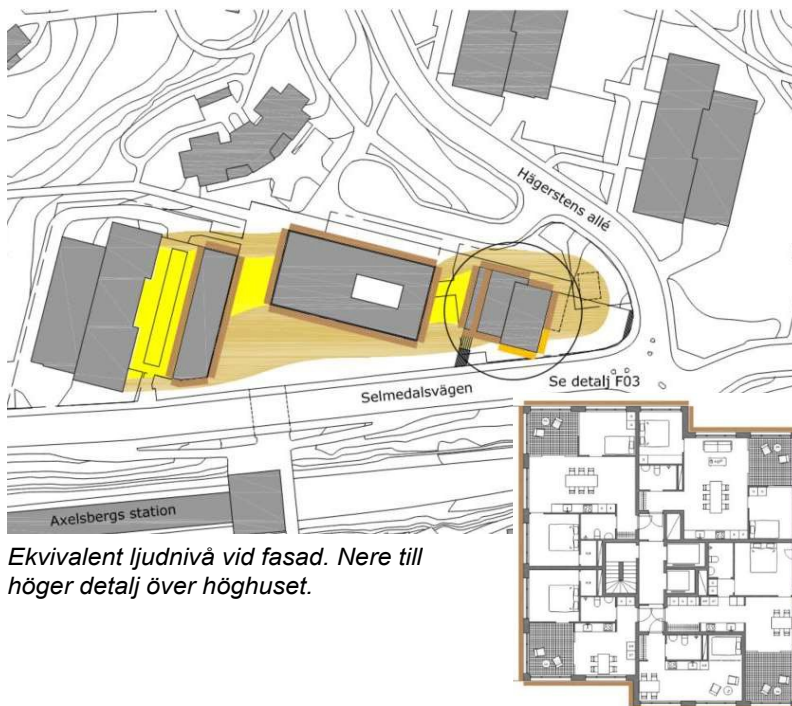 Hägerstens allé
Selmedalsvägen
Se detalj F03
Axelsbergs station
Ekvivalent ljudnivå vid fasad. Nere till
höger detalj över höghuset.